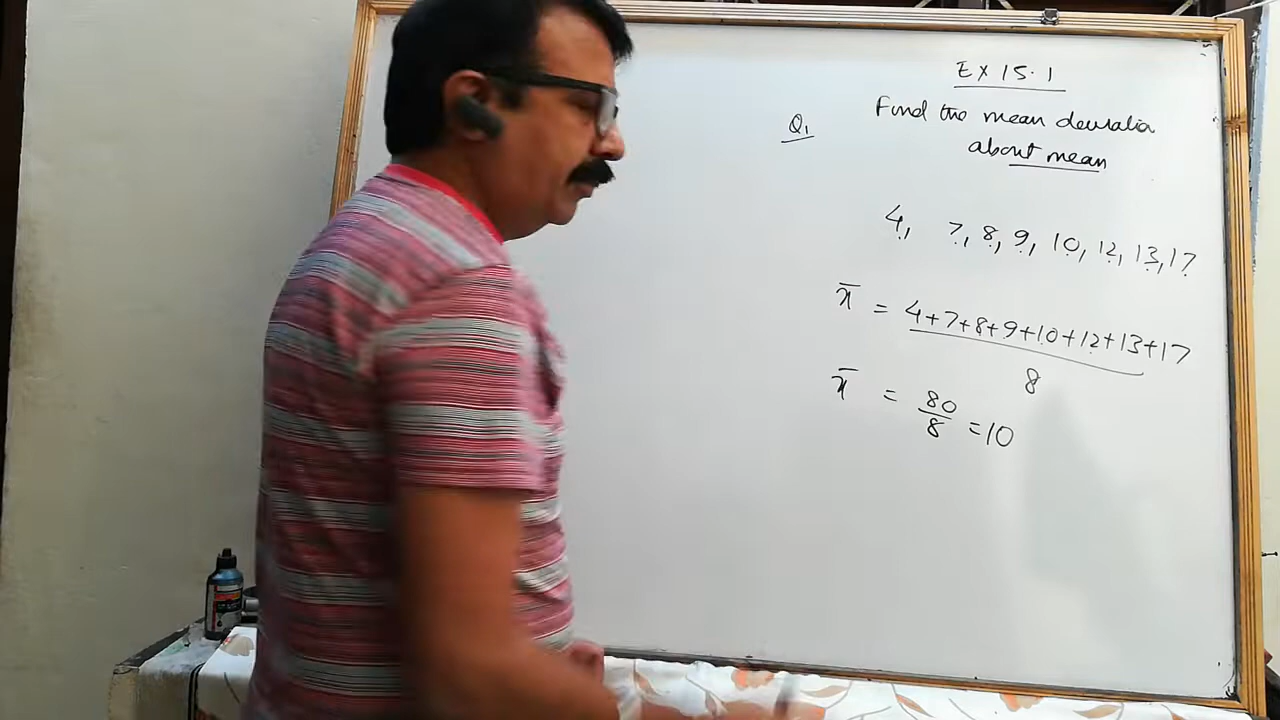 Ex 15.1
Q1 Find the mean deviation
about mean
4, 7, 8, 9, 10, 12, 13, 17
x̄ = 4+7+8+9+10+12+13+17
8
x̄ = 80/8 = 10